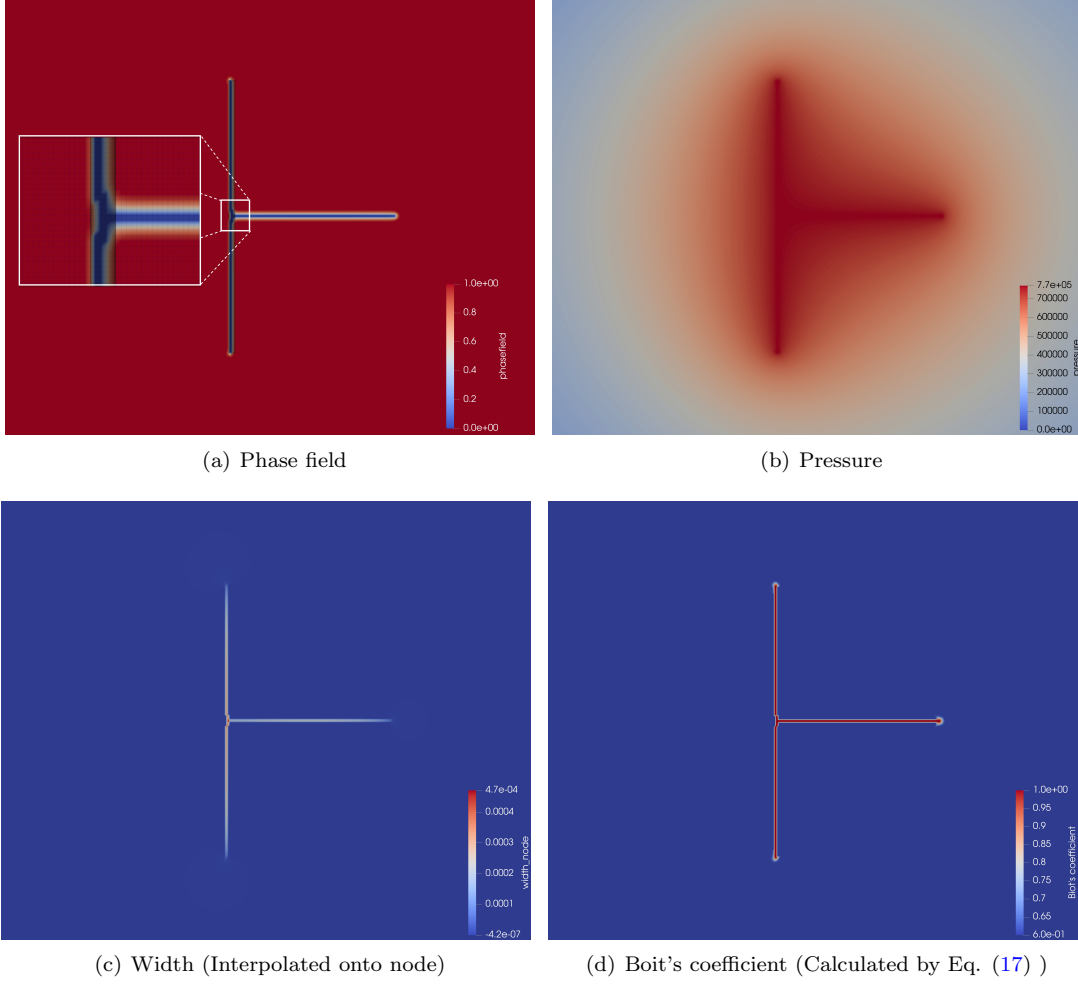 1.0e+00
0.8
0.6
0.4
0.2
0.0e+00
phasefield
7.7e+05
700000
600000
500000
400000
300000
200000
100000
0.0e+00
pressure
(a) Phase field
(b) Pressure
4.7e-04
0.0004
0.0003
0.0002
0.0001
-4.2e-07
width_node
1.0e+00
0.95
0.9
0.85
0.8
0.75
0.7
0.65
6.0e-01
Biot's coefficient
(c) Width (Interpolated onto node)
(d) Boit's coefficient (Calculated by Eq. (17) )